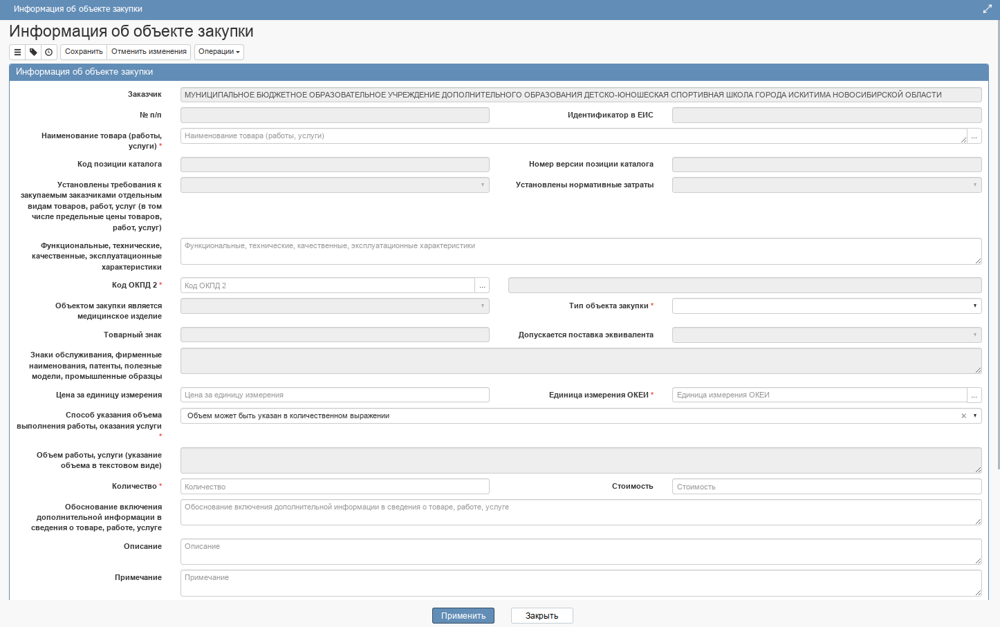 Информация об объекте закупки
Информация об объекте закупки
Сохранить Отменить изменения Операции
Информация об объекте закупки
Заказчик МУНИЦИПАЛЬНОЕ БЮДЖЕТНОЕ ОБРАЗОВАТЕЛЬНОЕ УЧРЕЖДЕНИЕ ДОПОЛНИТЕЛЬНОГО ОБРАЗОВАНИЯ ДЕТСКО-ЮНОШЕСКАЯ СПОРТИВНАЯ ШКОЛА ГОРОДА ИСКИТИМА НОВОСИБИРСКОЙ ОБЛАСТИ
№ п/п Идентификатор в ЕИС
Наименование товара (работы, Наименование товара (работы, услуги) ...
услуги) *
Код позиции каталога Номер версии позиции каталога
Установлены требования к Установлены нормативные затраты
закупаемым заказчиками отдельным
видам товаров, работ, услуг (в том
числе предельные цены товаров,
работ, услуг)
Функциональные, технические, Функциональные, технические, качественные, эксплуатационные характеристики
качественные, эксплуатационные
характеристики
Код ОКПД 2 * Код ОКПД 2 ...
Объектом закупки является Тип объекта закупки *
медицинское изделие
Товарный знак Допускается поставка эквивалента
Знаки обслуживания, фирменные
наименования, патенты, полезные
модели, промышленные образцы
Цена за единицу измерения Цена за единицу измерения Единица измерения ОКЕИ * Единица измерения ОКЕИ ...
Способ указания объема Объем может быть указан в количественном выражении ×
выполнения работы, оказания услуги
*
Объем работы, услуги (указание
объема в текстовом виде)
Количество * Количество Стоимость Стоимость
Обоснование включения Обоснование включения дополнительной информации в сведения о товаре, работе, услуге
дополнительной информации в
сведения о товаре, работе, услуге
Описание Описание
Примечание Примечание
Применить Закрыть